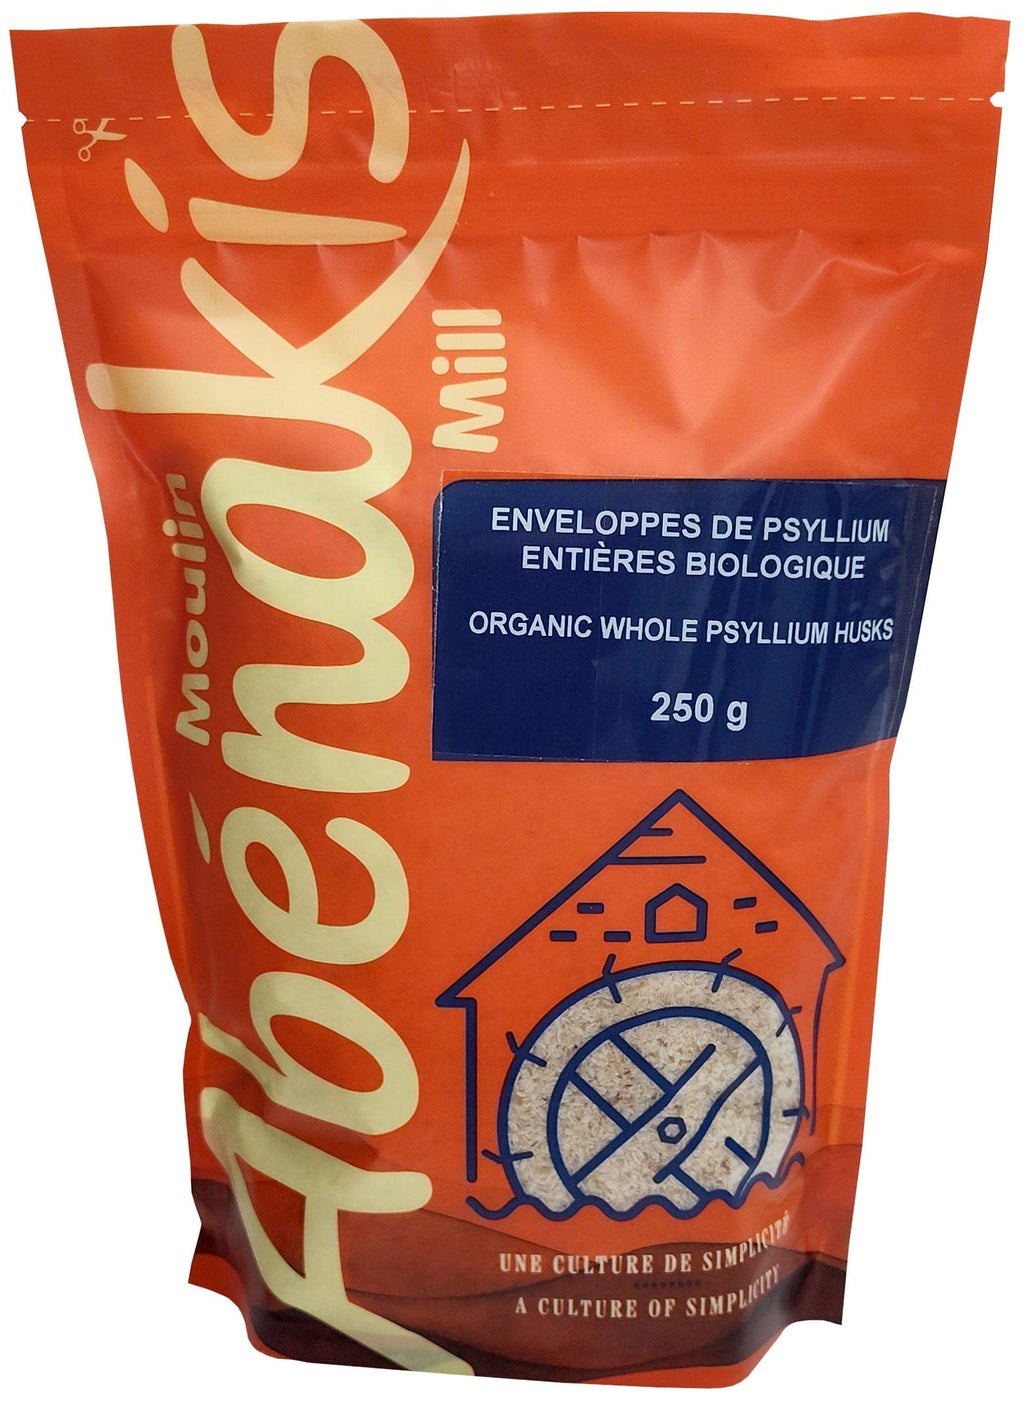 Moulin
Abénakis
Mill
ENVELOPPES DE PSYLLIUM
ENTIÈRES BIOLOGIQUE
ORGANIC WHOLE PSYLLIUM HUSKS
250 g
UNE CULTURE DE SIMPLICITÉ
A CULTURE OF SIMPLICITY